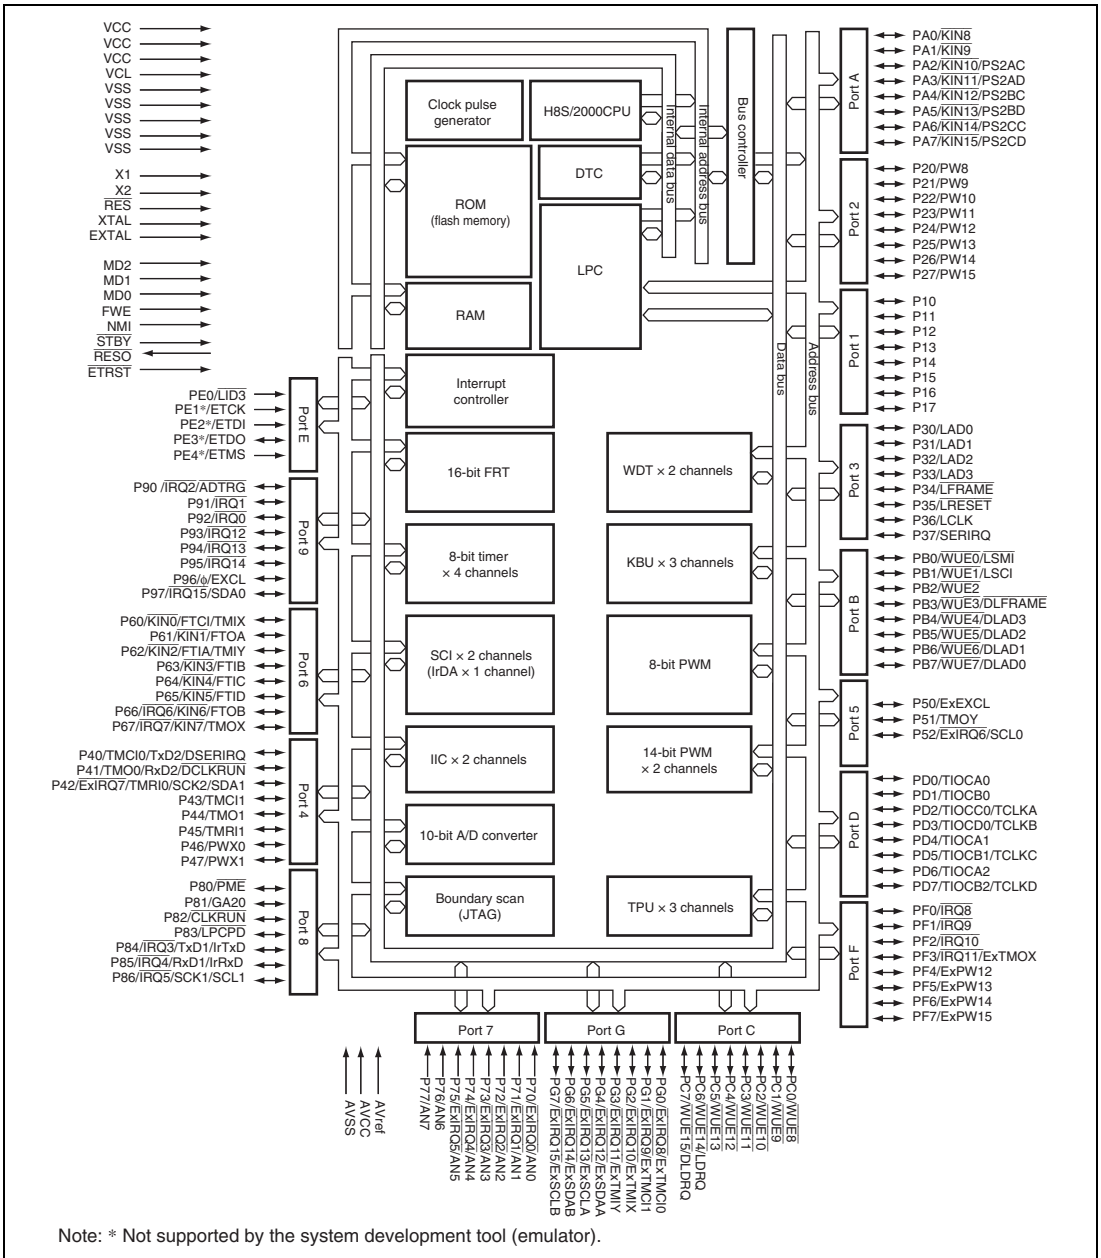 VCC
VCC
VCC
VCL
VSS
VSS
VSS
VSS
VSS
X1
X2
RES
XTAL
EXTAL
MD2
MD1
MD0
FWE
NMI
STBY
RESO
ETRST
PE0/LID3
PE1*/ETCK
PE2*/ETDI
PE3*/ETDO
PE4*/ETMS
Port E
P90 /IRQ2/ADTRG
P91/IRQ1
P92/IRQ0
P93/IRQ12
P94/IRQ13
P95/IRQ14
P96/ϕ/EXCL
P97/IRQ15/SDA0
Port 9
P60/KIN0/FTCI/TMIX
P61/KIN1/FTOA
P62/KIN2/FTIA/TMIY
P63/KIN3/FTIB
P64/KIN4/FTIC
P65/KIN5/FTID
P66/IRQ6/KIN6/FTOB
P67/IRQ7/KIN7/TMOX
Port 6
P40/TMCI0/TxD2/DSERIRQ
P41/TMO0/RxD2/DCLKRUN
P42/ExIRQ7/TMRI0/SCK2/SDA1
P43/TMCI1
P44/TMO1
P45/TMRI1
P46/PWX0
P47/PWX1
Port 4
P80/PME
P81/GA20
P82/CLKRUN
P83/LPCPD
P84/IRQ3/TxD1/IrTxD
P85/IRQ4/RxD1/IrRxD
P86/IRQ5/SCK1/SCL1
Port 8
Clock pulse
generator
H8S/2000CPU
ROM
(flash memory)
DTC
LPC
RAM
Interrupt
controller
16-bit FRT
8-bit timer
× 4 channels
SCI × 2 channels
(IrDA × 1 channel)
IIC × 2 channels
10-bit A/D converter
Boundary scan
(JTAG)
WDT × 2 channels
KBU × 3 channels
8-bit PWM
14-bit PWM
× 2 channels
TPU × 3 channels
Internal data bus
Internal address bus
Bus controller
Data bus
Address bus
Port A
PA0/KIN8
PA1/KIN9
PA2/KIN10/PS2AC
PA3/KIN11/PS2AD
PA4/KIN12/PS2BC
PA5/KIN13/PS2BD
PA6/KIN14/PS2CC
PA7/KIN15/PS2CD
Port 2
P20/PW8
P21/PW9
P22/PW10
P23/PW11
P24/PW12
P25/PW13
P26/PW14
P27/PW15
Port 1
P10
P11
P12
P13
P14
P15
P16
P17
Port 3
P30/LAD0
P31/LAD1
P32/LAD2
P33/LAD3
P34/LFRAME
P35/LRESET
P36/LCLK
P37/SERIRQ
Port B
PB0/WUE0/LSMI
PB1/WUE1/LSCI
PB2/WUE2
PB3/WUE3/DLFRAME
PB4/WUE4/DLAD3
PB5/WUE5/DLAD2
PB6/WUE6/DLAD1
PB7/WUE7/DLAD0
Port 5
P50/ExEXCL
P51/TMOY
P52/ExIRQ6/SCL0
Port D
PD0/TIOCA0
PD1/TIOCB0
PD2/TIOCC0/TCLKA
PD3/TIOCD0/TCLKB
PD4/TIOCA1
PD5/TIOCB1/TCLKC
PD6/TIOCA2
PD7/TIOCB2/TCLKD
Port F
PF0/IRQ8
PF1/IRQ9
PF2/IRQ10
PF3/IRQ11/ExTMOX
PF4/ExPW12
PF5/ExPW13
PF6/ExPW14
PF7/ExPW15
Port 7
Port G
Port C
AVSS
AVCC
AVref
P77/AN7
P76/AN6
P75/ExIRQ5/AN5
P74/ExIRQ4/AN4
P73/ExIRQ3/AN3
P72/ExIRQ2/AN2
P71/ExIRQ1/AN1
P70/ExIRQ0/AN0
PG7/ExIRQ15/ExSCLB
PG6/ExIRQ14/ExSDAB
PG5/ExIRQ13/ExSCLA
PG4/ExIRQ12/ExSDAA
PG3/ExIRQ11/ExTMIY
PG2/ExIRQ10/ExTMIX
PG1/ExIRQ9/ExTMCI1
PG0/ExIRQ8/ExTMCI0
PC7/WUE15/DLDRQ
PC6/WUE14/LDRQ
PC5/WUE13
PC4/WUE12
PC3/WUE11
PC2/WUE10
PC1/WUE9
PC0/WUE8
Note: * Not supported by the system development tool (emulator).